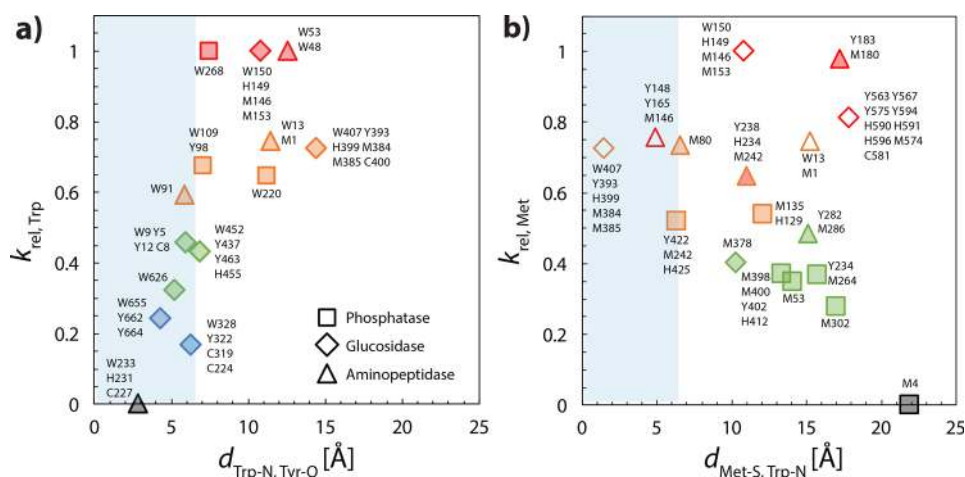 a)
k rel, Trp
1
0.8
0.6
0.4
0.2
0
0 5 10 15 20 25
d Trp-N, Tyr-O [Å]
W268
W150
H149
M146
M153
W53
W48
W109
Y98
W13
M1
W407 Y393
H399 M384
M385 C400
W220
W91
W9 Y5
Y12 C8
W452
Y437
Y463
H455
W626
W655
Y662
Y664
W328
Y322
C319
C224
W233
H231
C227
Phosphatase
Glucosidase
Aminopeptidase
b)
k rel, Met
1
0.8
0.6
0.4
0.2
0
0 5 10 15 20 25
d Met-S, Trp-N [Å]
W150
H149
M146
M153
Y183
M180
Y148
Y165
M146
M80
Y563 Y567
Y575 Y594
H590 H591
H596 M574
C581
Y238
H234
M242
W13
M1
W407
Y393
H399
M384
M385
M135
H129
Y422
M242
H425
Y282
M286
M378
M398
M400
Y402
H412
M53
Y234
M264
M302
M4